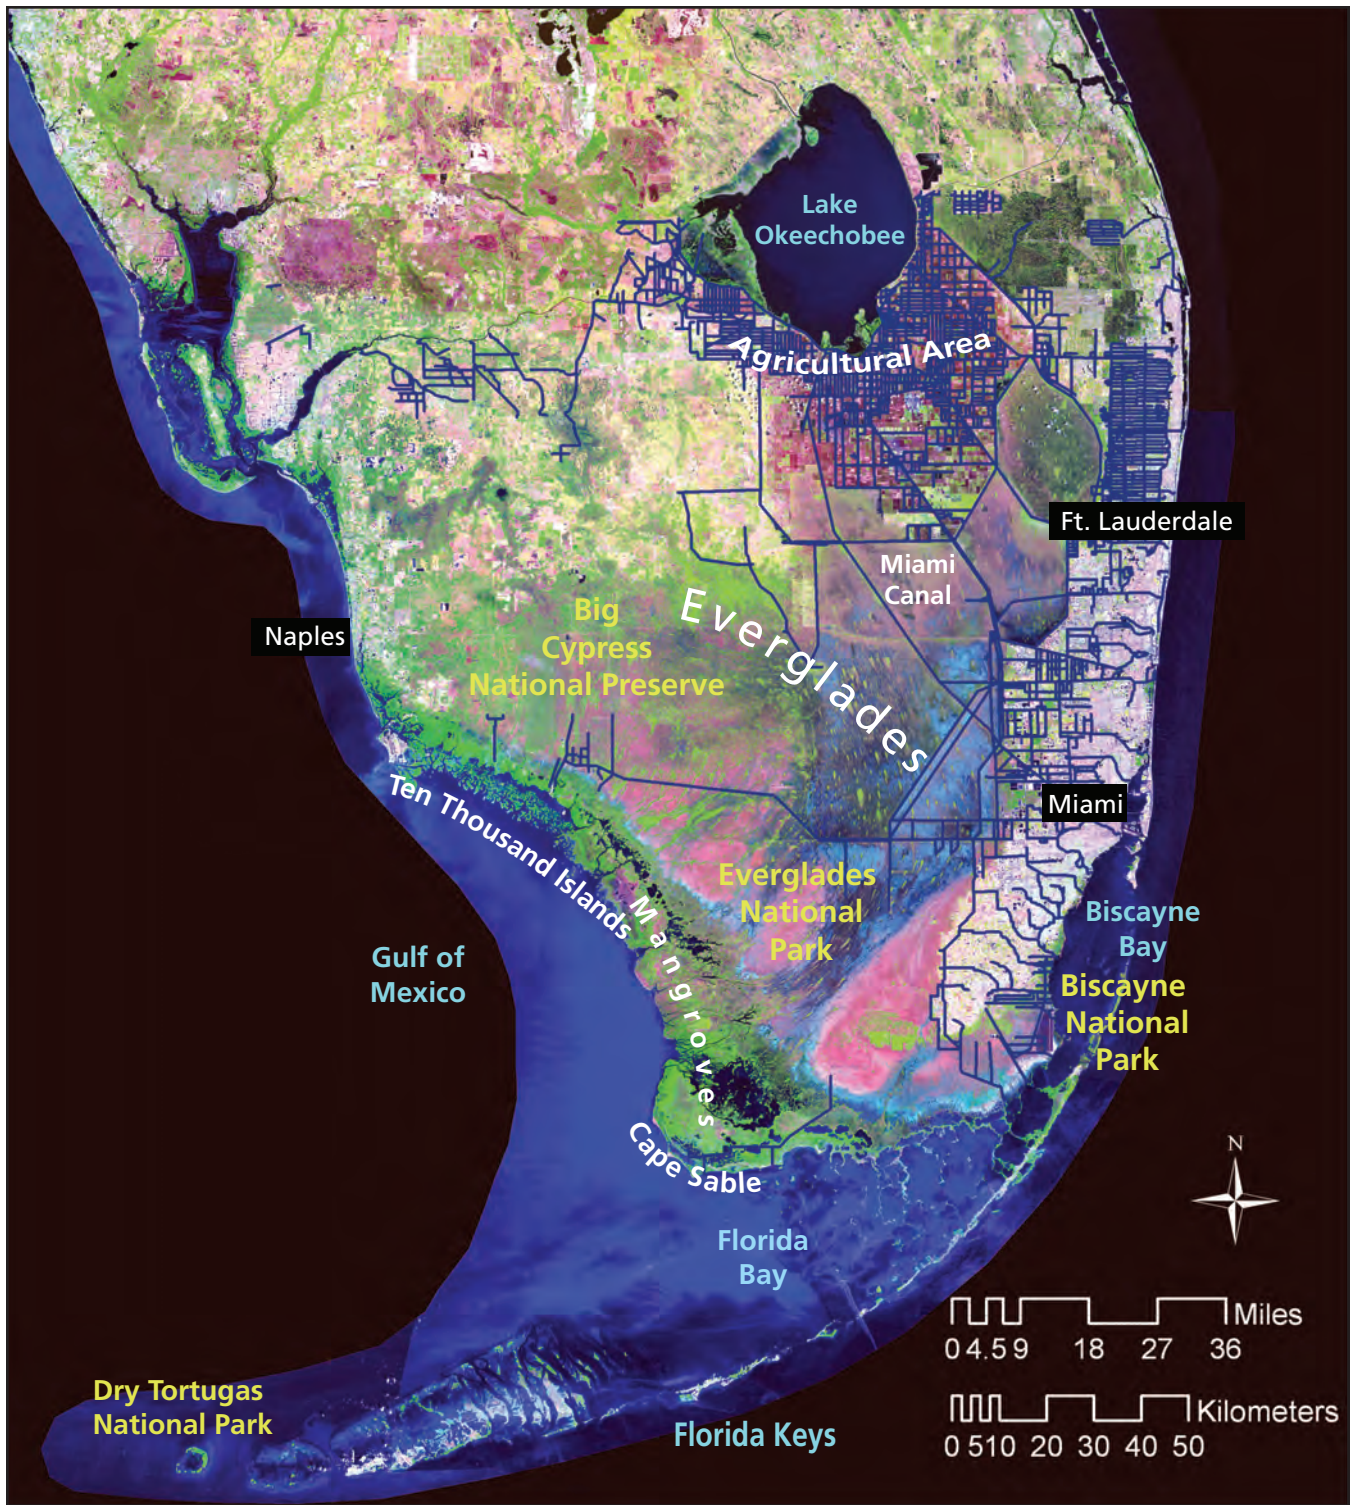 Lake
Okeechobee
Agricultural Area
Ft. Lauderdale
Miami
Canal
Everglades
Big
Cypress
National Preserve
Naples
Ten Thousand Islands
Miami
Everglades
National
Park
Mangroves
Biscayne
Bay
Gulf of
Mexico
Biscayne
National
Park
Cape Sable
N
Florida
Bay
Miles
0 4.5 9 18 27 36
Kilometers
0 510 20 30 40 50
Dry Tortugas
National Park
Florida Keys